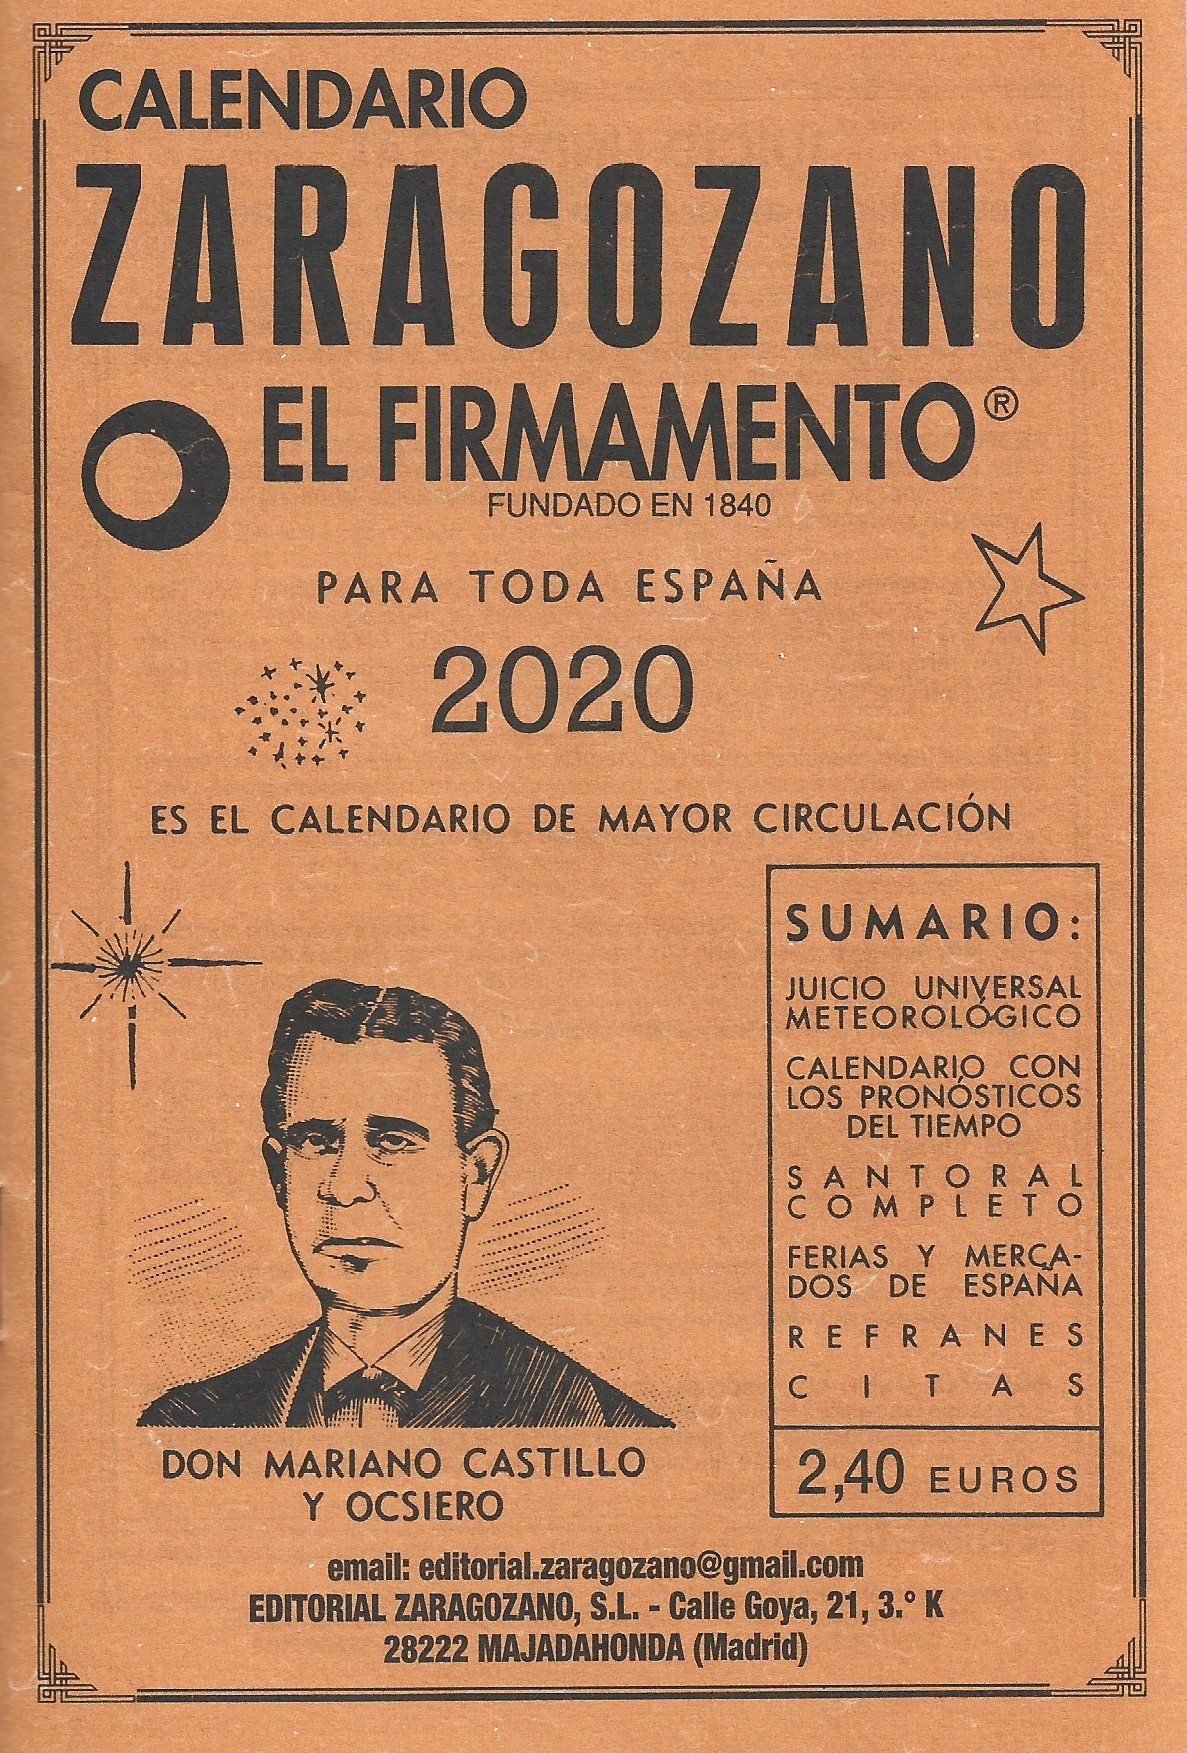 CALENDARIO
ZARAGOZANO
EL FIRMAMENTO®
FUNDADO EN 1840
PARA TODA ESPAÑA
2020
ES EL CALENDARIO DE MAYOR CIRCULACIÓN
SUMARIO:
JUICIO UNIVERSAL
METEOROLÓGICO
CALENDARIO CON
LOS PRONÓSTICOS
DEL TIEMPO
SANTORAL
COMPLETO
FERIAS Y MERCA-
DOS DE ESPAÑA
REFRANES
CITAS
2,40 EUROS
DON MARIANO CASTILLO
Y OCSIERO
email: editorial.zaragozano@gmail.com
EDITORIAL ZARAGOZANO, S.L. - Calle Goya, 21, 3.° K
28222 MAJADAHONDA (Madrid)